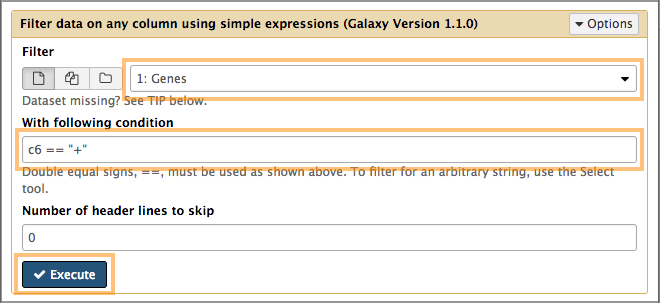 Filter data on any column using simple expressions (Galaxy Version 1.1.0)
Options
Filter
1: Genes
Dataset missing? See TIP below.
With following condition
c6 == "+"
Double equal signs, ==, must be used as shown above. To filter for an arbitrary string, use the Select
tool.
Number of header lines to skip
0
Execute